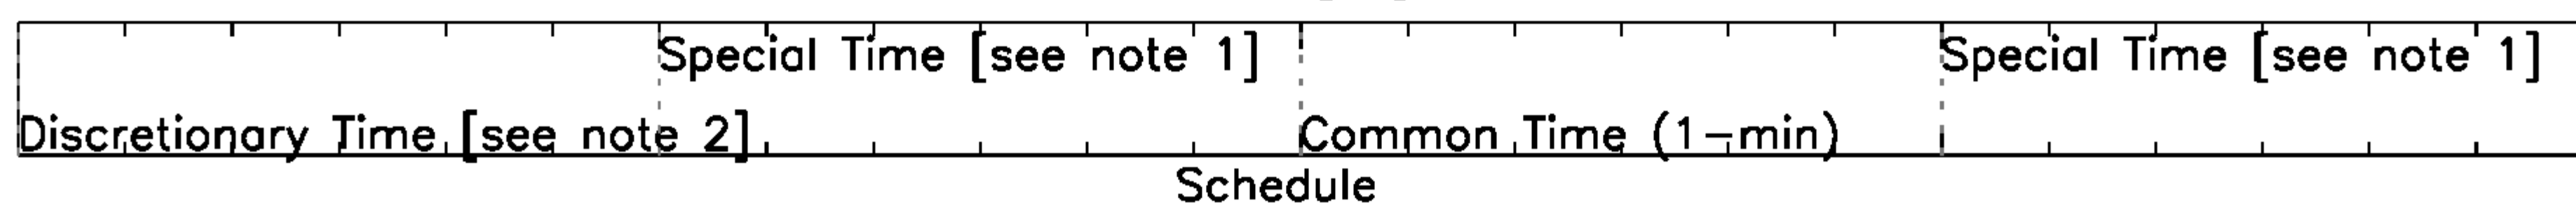 Special Time [see note 1]
Special Time [see note 1]
Discretionary Time [see note 2]
Common Time (1-min)
Schedule